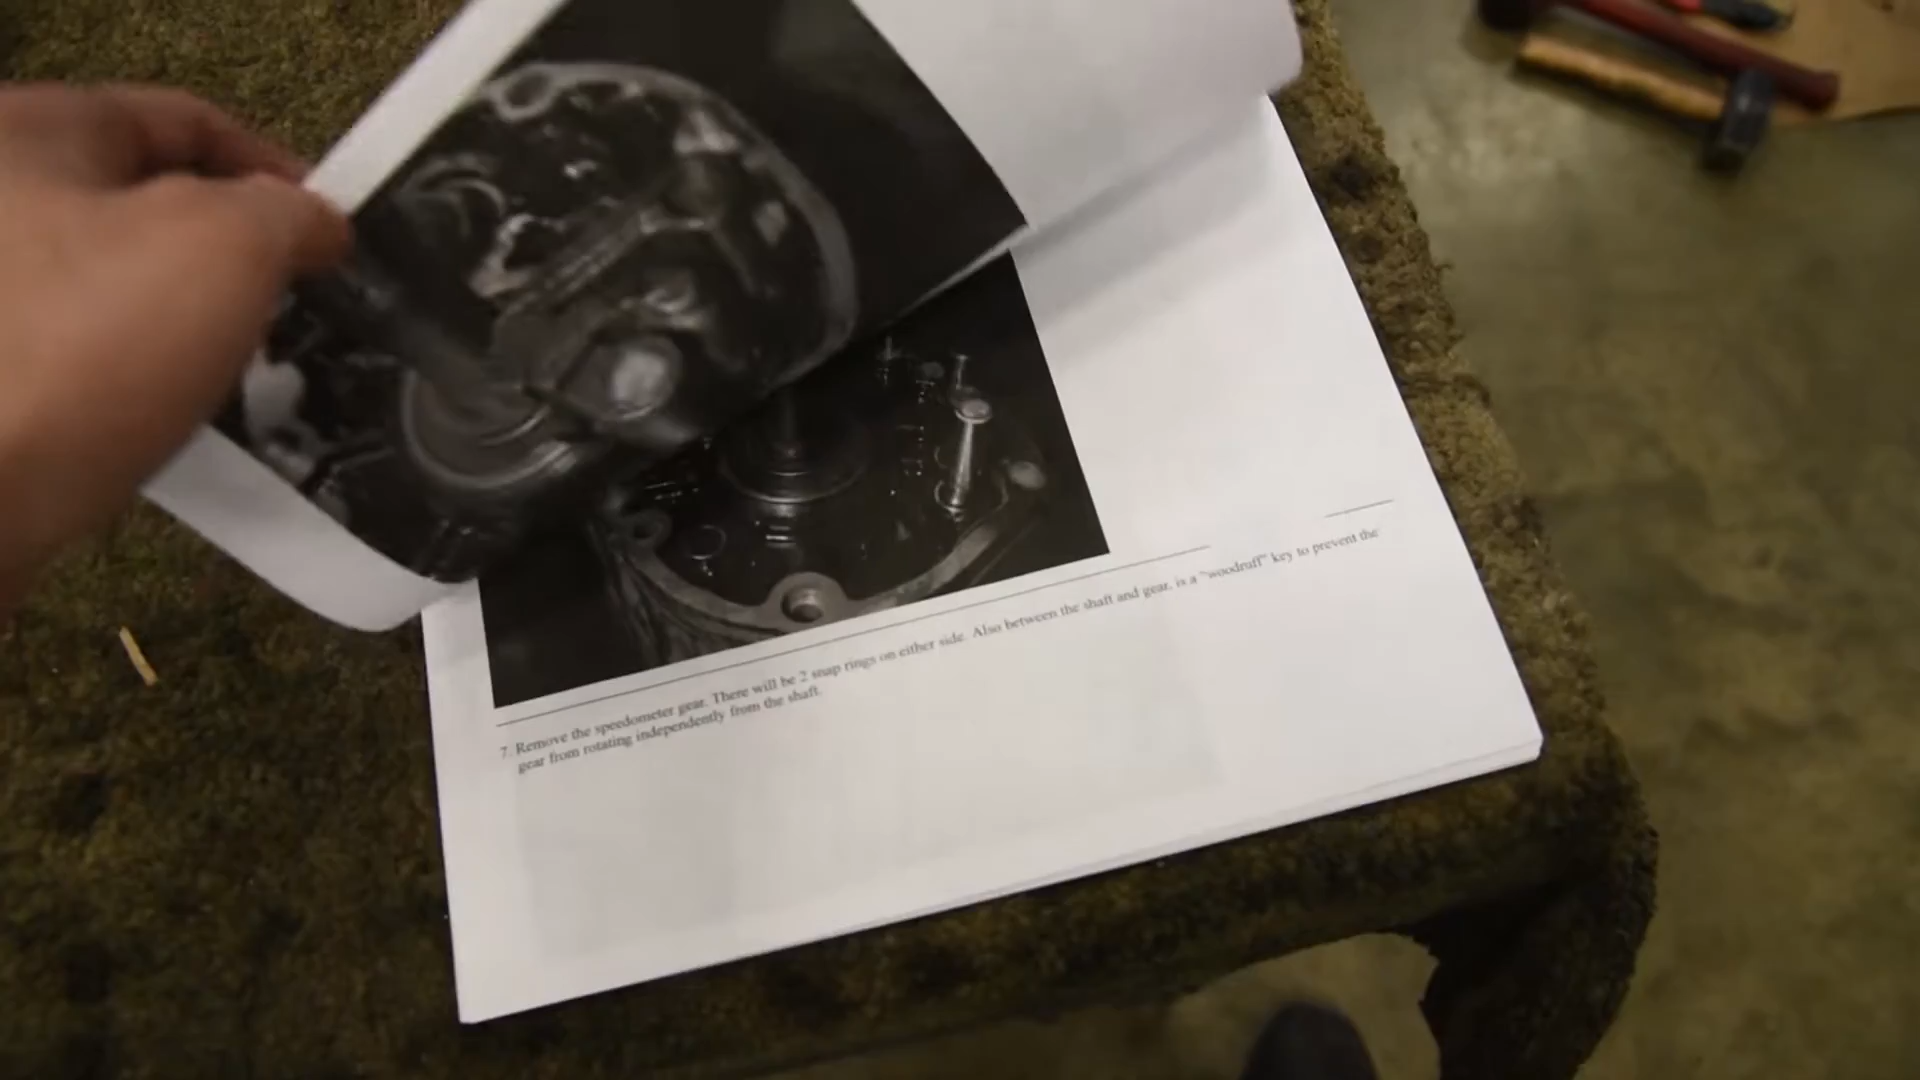 7. Remove the speedometer gear. There will be 2 snap rings on either side. Also between the shaft and gear, is a "woodruff" key to prevent the
gear from rotating independently from the shaft.